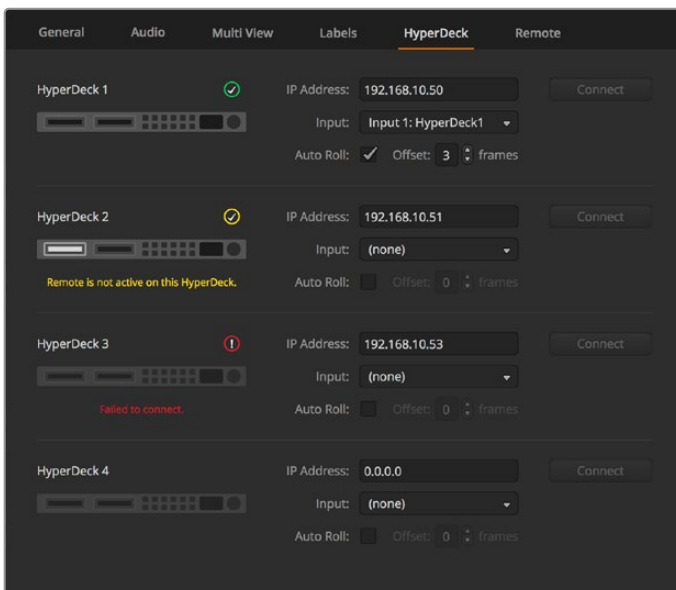 General Audio Multi View Labels HyperDeck Remote
HyperDeck 1 IP Address: 192.168.10.50 Connect
Input: Input 1: HyperDeck1
Auto Roll: Offset: 3 frames
HyperDeck 2 IP Address: 192.168.10.51 Connect
Input: (none)
Remote is not active on this HyperDeck. Auto Roll: Offset: 0 frames
HyperDeck 3 IP Address: 192.168.10.53 Connect
Input: (none)
Failed to connect. Auto Roll: Offset: 0 frames
HyperDeck 4 IP Address: 0.0.0.0 Connect
Input: (none)
Auto Roll: Offset: 0 frames